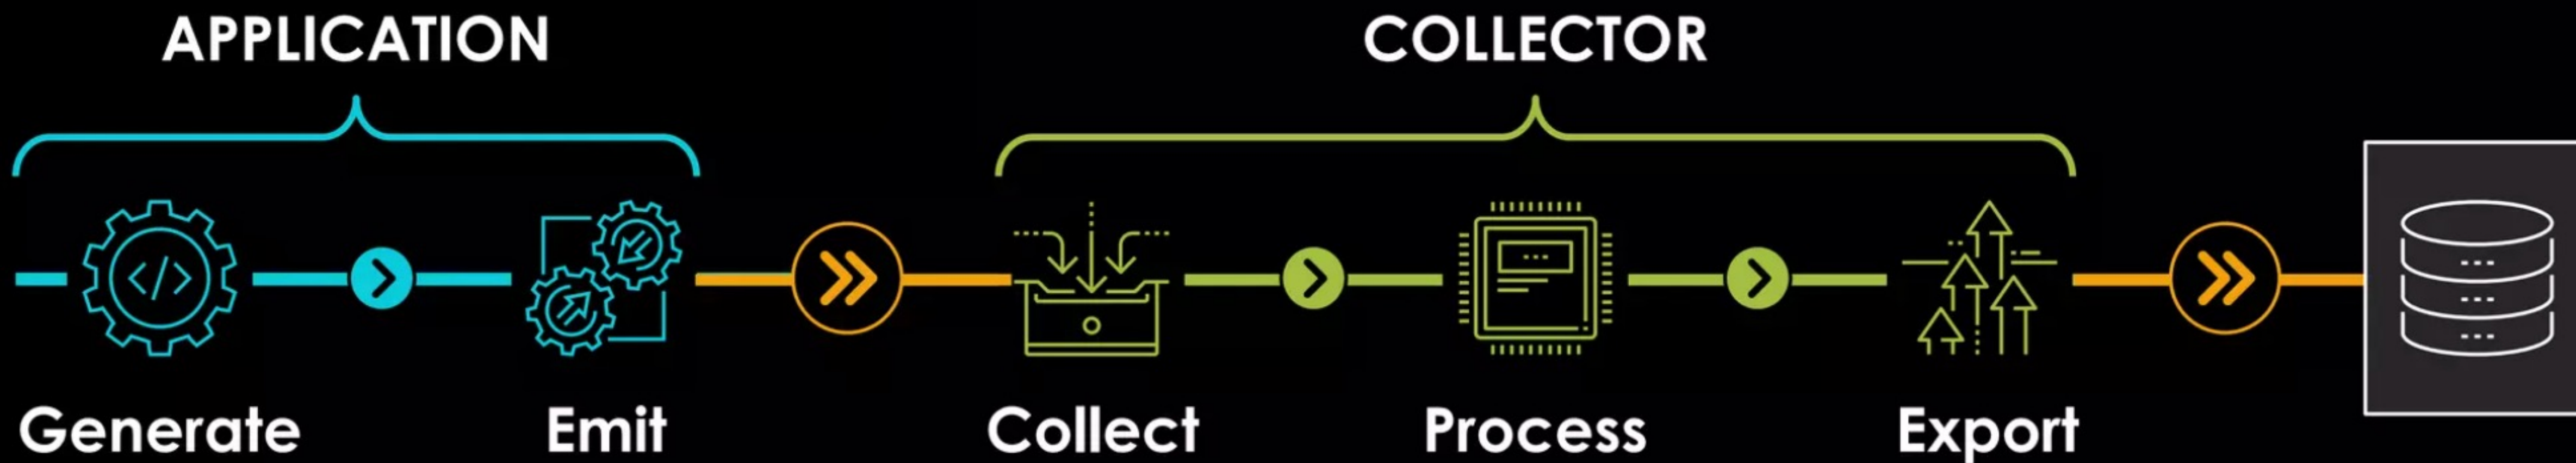 APPLICATION
COLLECTOR
</>
Generate
Emit
Collect
Process
Export